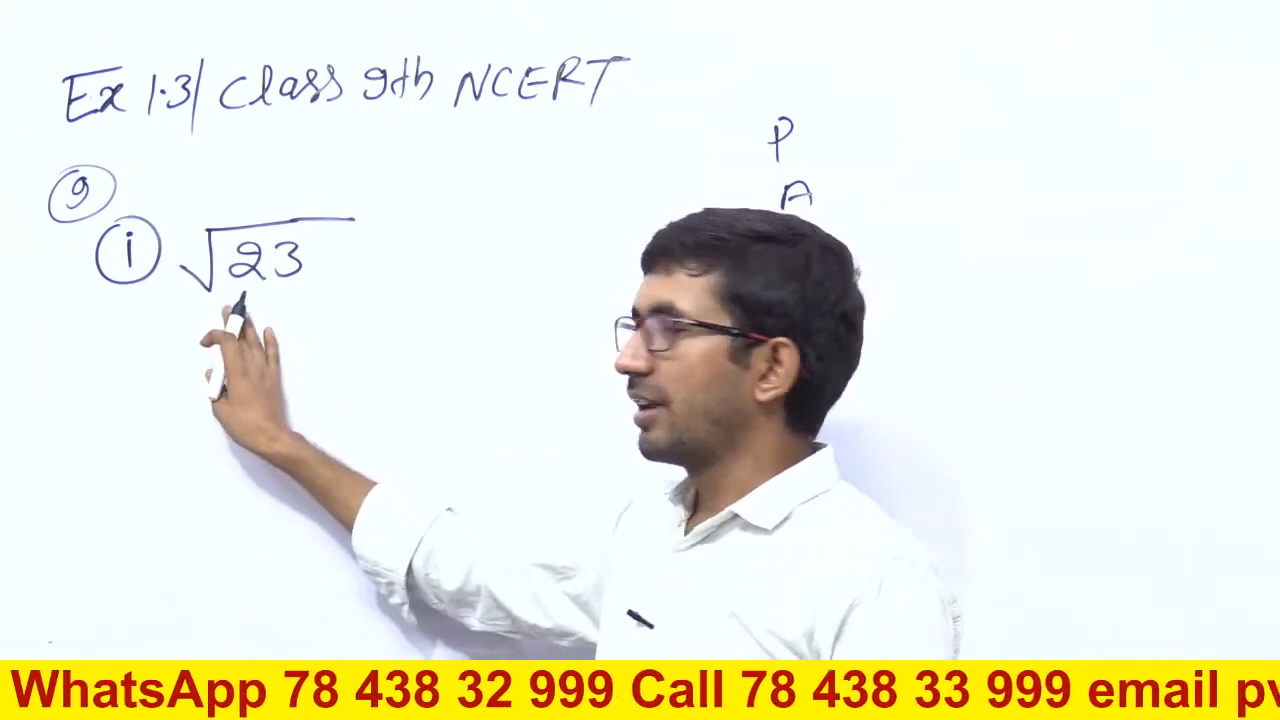 Ex 1.3| Class 9th NCERT
P
A
9
i √23
WhatsApp 78 438 32 999 Call 78 438 33 999 email pv